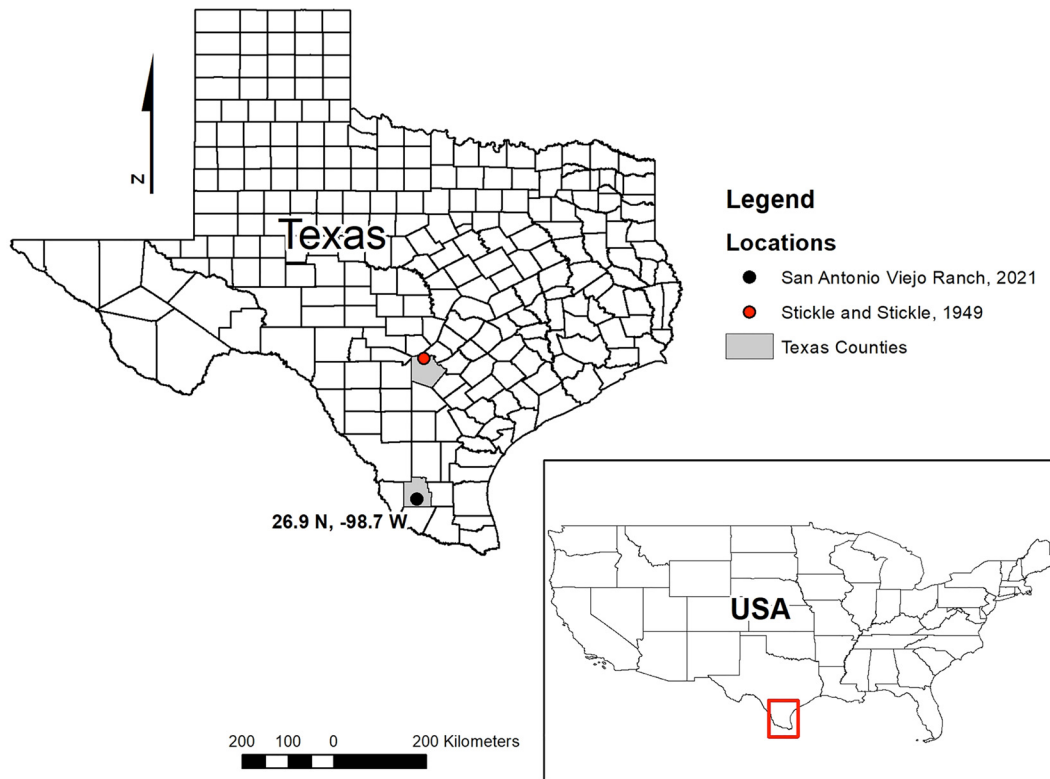 N
Texas
Legend
Locations
San Antonio Viejo Ranch, 2021
Stickle and Stickle, 1949
Texas Counties
26.9 N, -98.7 W
USA
200 100 0 200 Kilometers